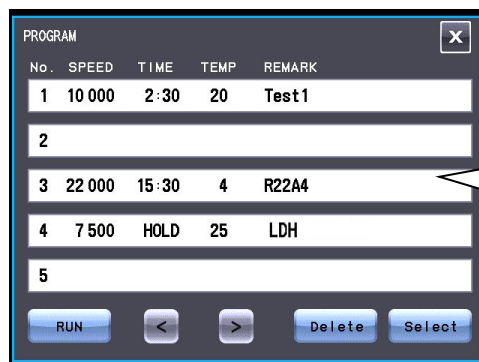 PROGRAM X
No. SPEED TIME TEMP REMARK
1 10 000 2:30 20 Test1
2
3 22 000 15:30 4 R22A4
4 7 500 HOLD 25 LDH
5
RUN < > Delete Select